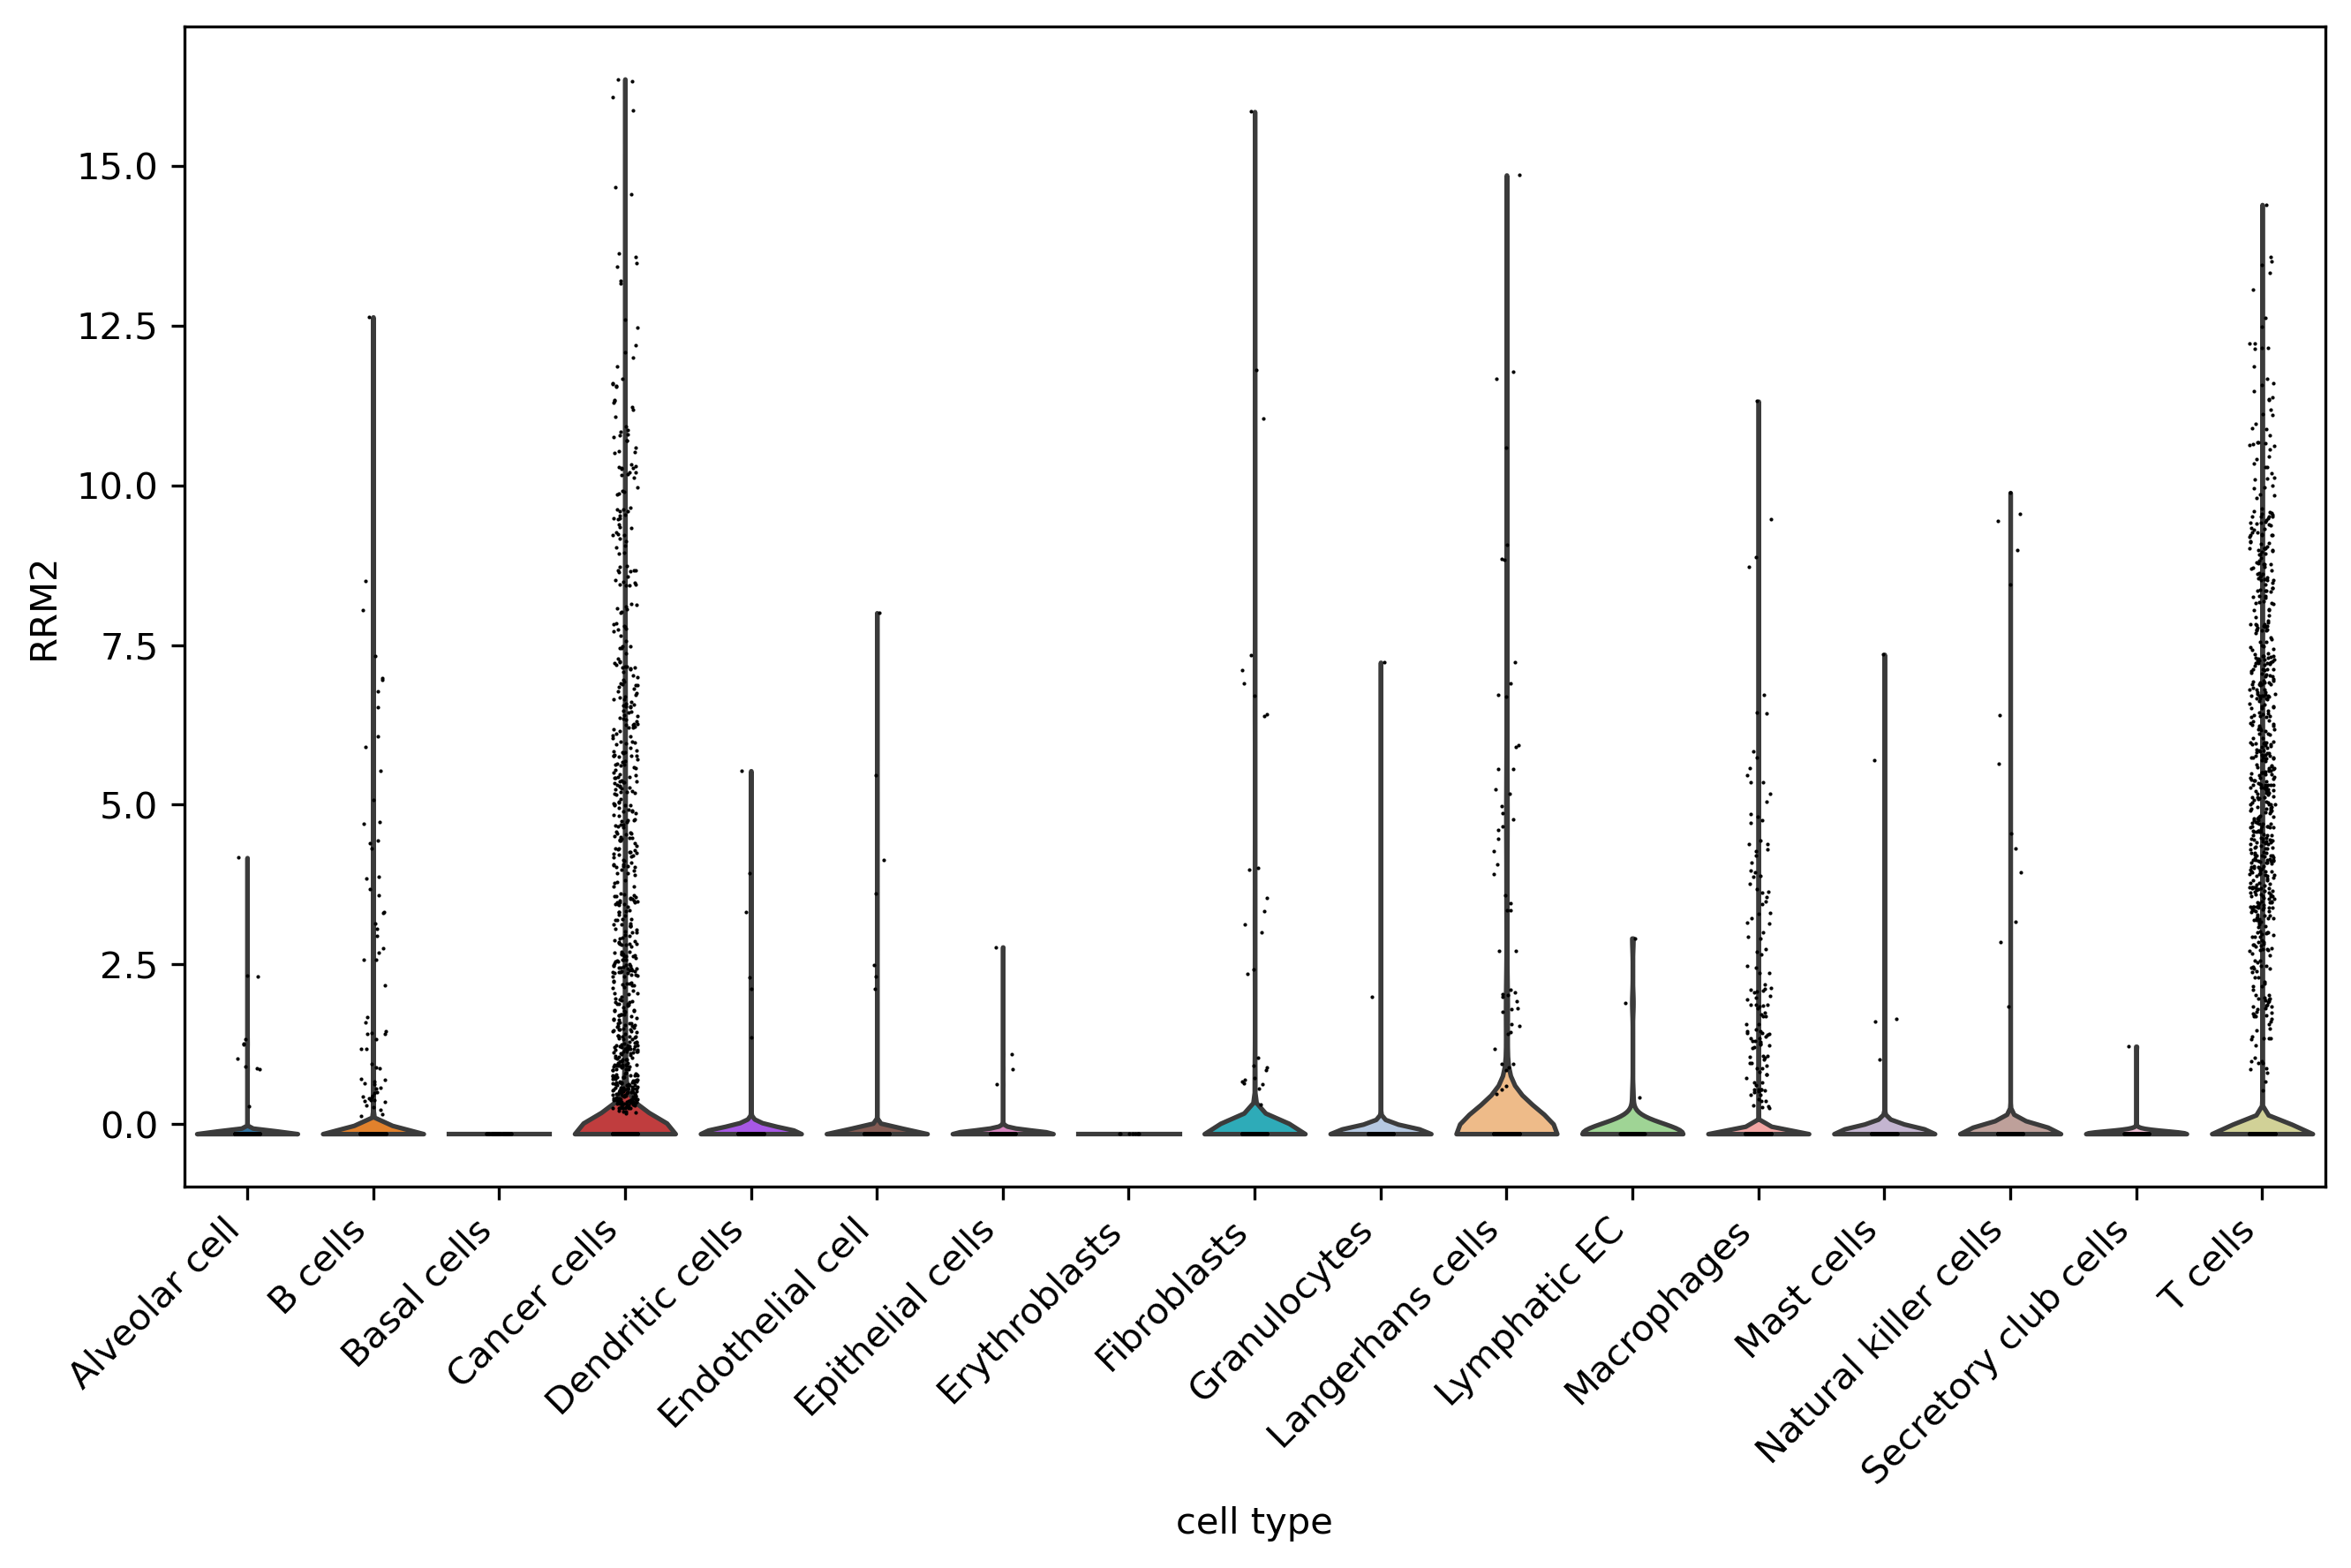 RRM2
15.0
12.5
10.0
7.5
5.0
2.5
0.0
Alveolar cell
B cells
Basal cells
Cancer cells
Dendritic cells
Endothelial cell
Epithelial cells
Erythroblasts
Fibroblasts
Granulocytes
Langerhans cells
Lymphatic EC
Macrophages
Mast cells
Natural killer cells
Secretory club cells
T cells
cell type